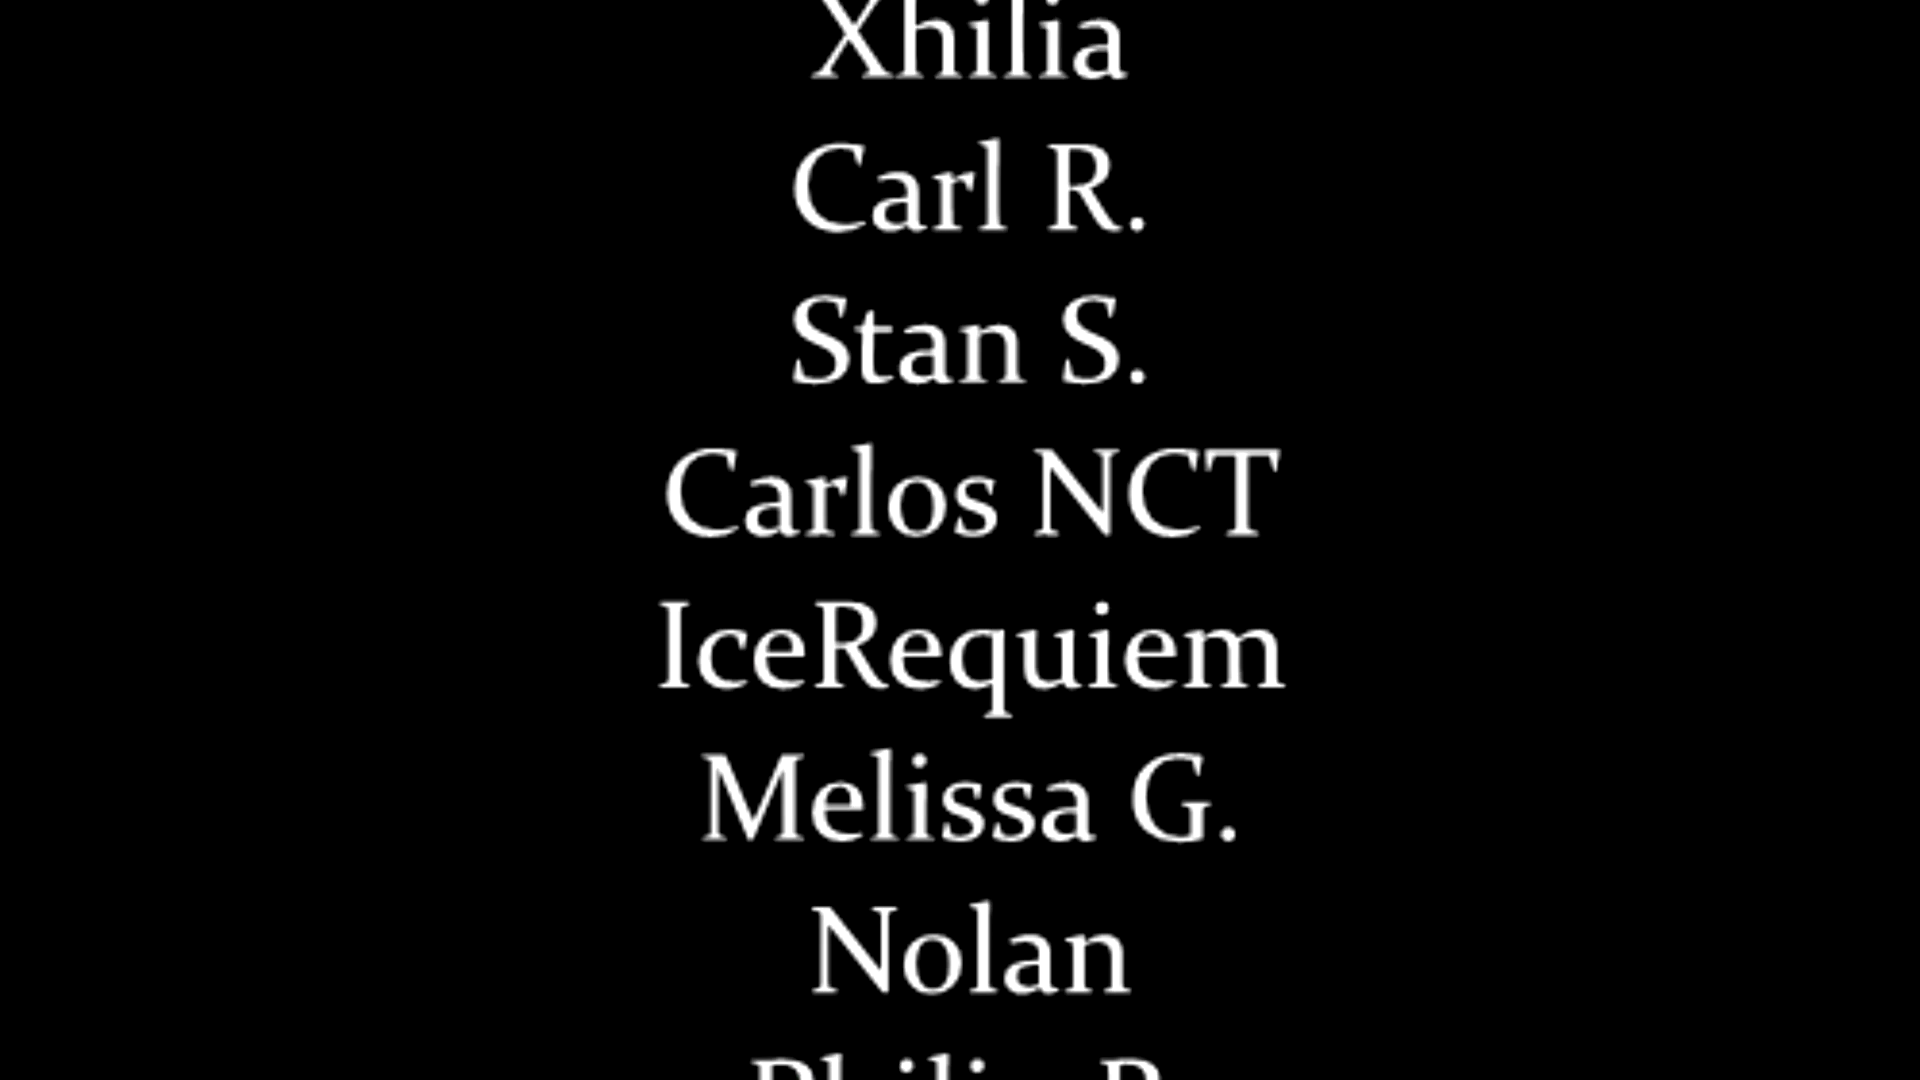 Xhilia
Carl R.
Stan S.
Carlos NCT
IceRequiem
Melissa G.
Nolan